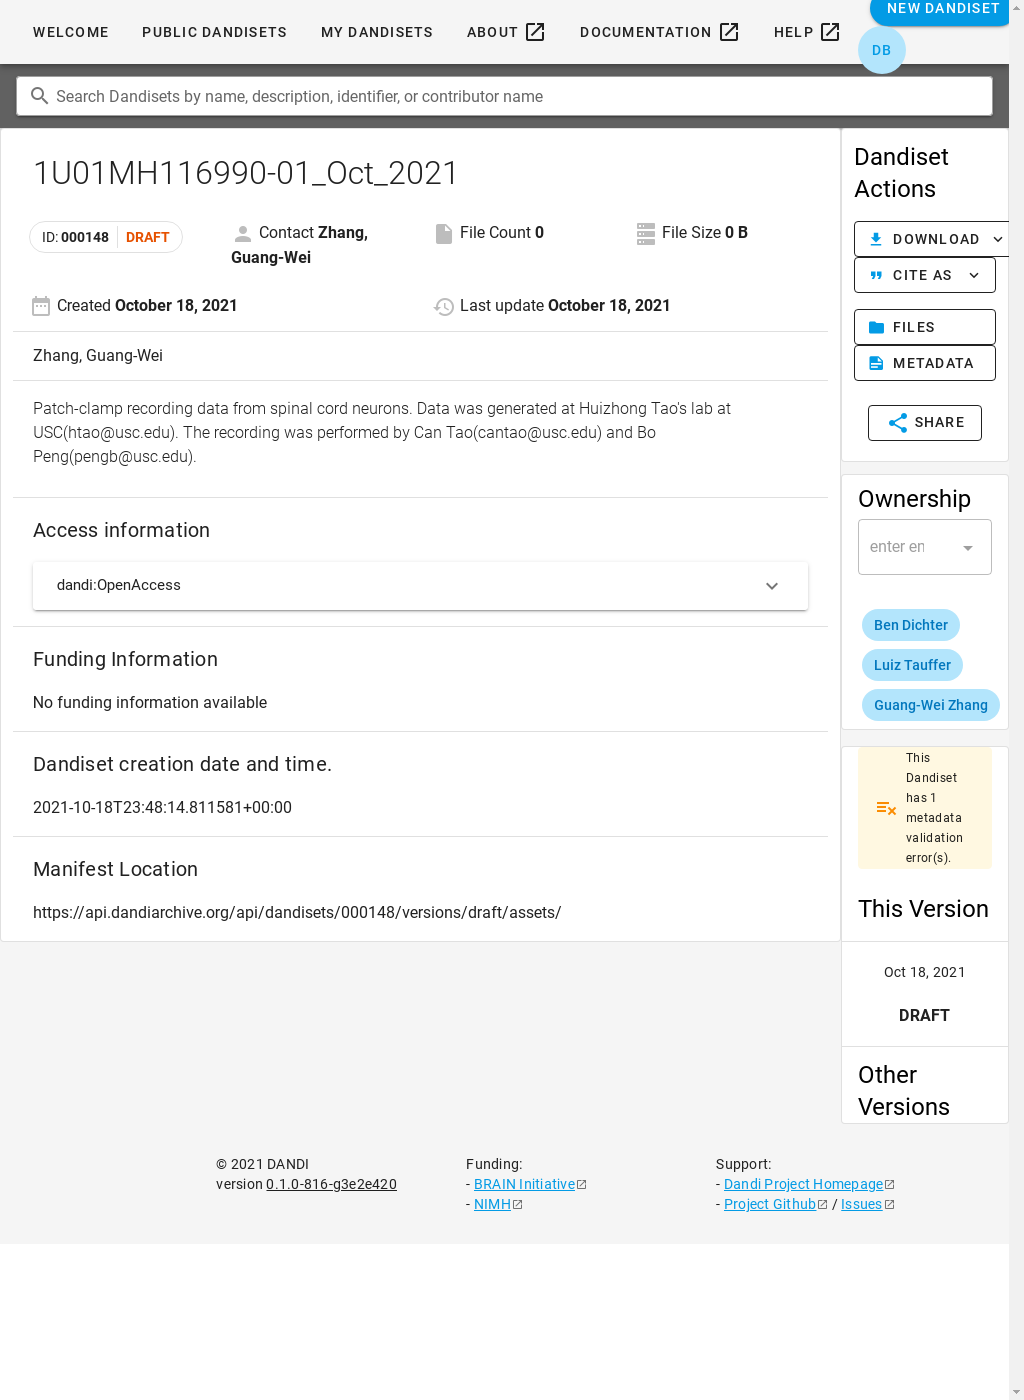 WELCOME
PUBLIC DANDISETS
MY DANDISETS
ABOUT
DOCUMENTATION
HELP
NEW DANDISET
DB
Search Dandisets by name, description, identifier, or contributor name
1U01MH116990-01_Oct_2021
ID: 000148 DRAFT
Contact Zhang,
Guang-Wei
File Count 0
File Size 0 B
Created October 18, 2021
Last update October 18, 2021
Zhang, Guang-Wei
Patch-clamp recording data from spinal cord neurons. Data was generated at Huizhong Tao's lab at
USC(htao@usc.edu). The recording was performed by Can Tao(cantao@usc.edu) and Bo
Peng(pengb@usc.edu).
Access information
dandi:OpenAccess
Funding Information
No funding information available
Dandiset creation date and time.
2021-10-18T23:48:14.811581+00:00
Manifest Location
https://api.dandiarchive.org/api/dandisets/000148/versions/draft/assets/
Dandiset
Actions
DOWNLOAD
CITE AS
FILES
METADATA
SHARE
Ownership
enter en
Ben Dichter
Luiz Tauffer
Guang-Wei Zhang
This
Dandiset
has 1
metadata
validation
error(s).
This Version
Oct 18, 2021
DRAFT
Other
Versions
© 2021 DANDI
version 0.1.0-816-g3e2e420
Funding:
- BRAIN Initiative
- NIMH
Support:
- Dandi Project Homepage
- Project Github / Issues